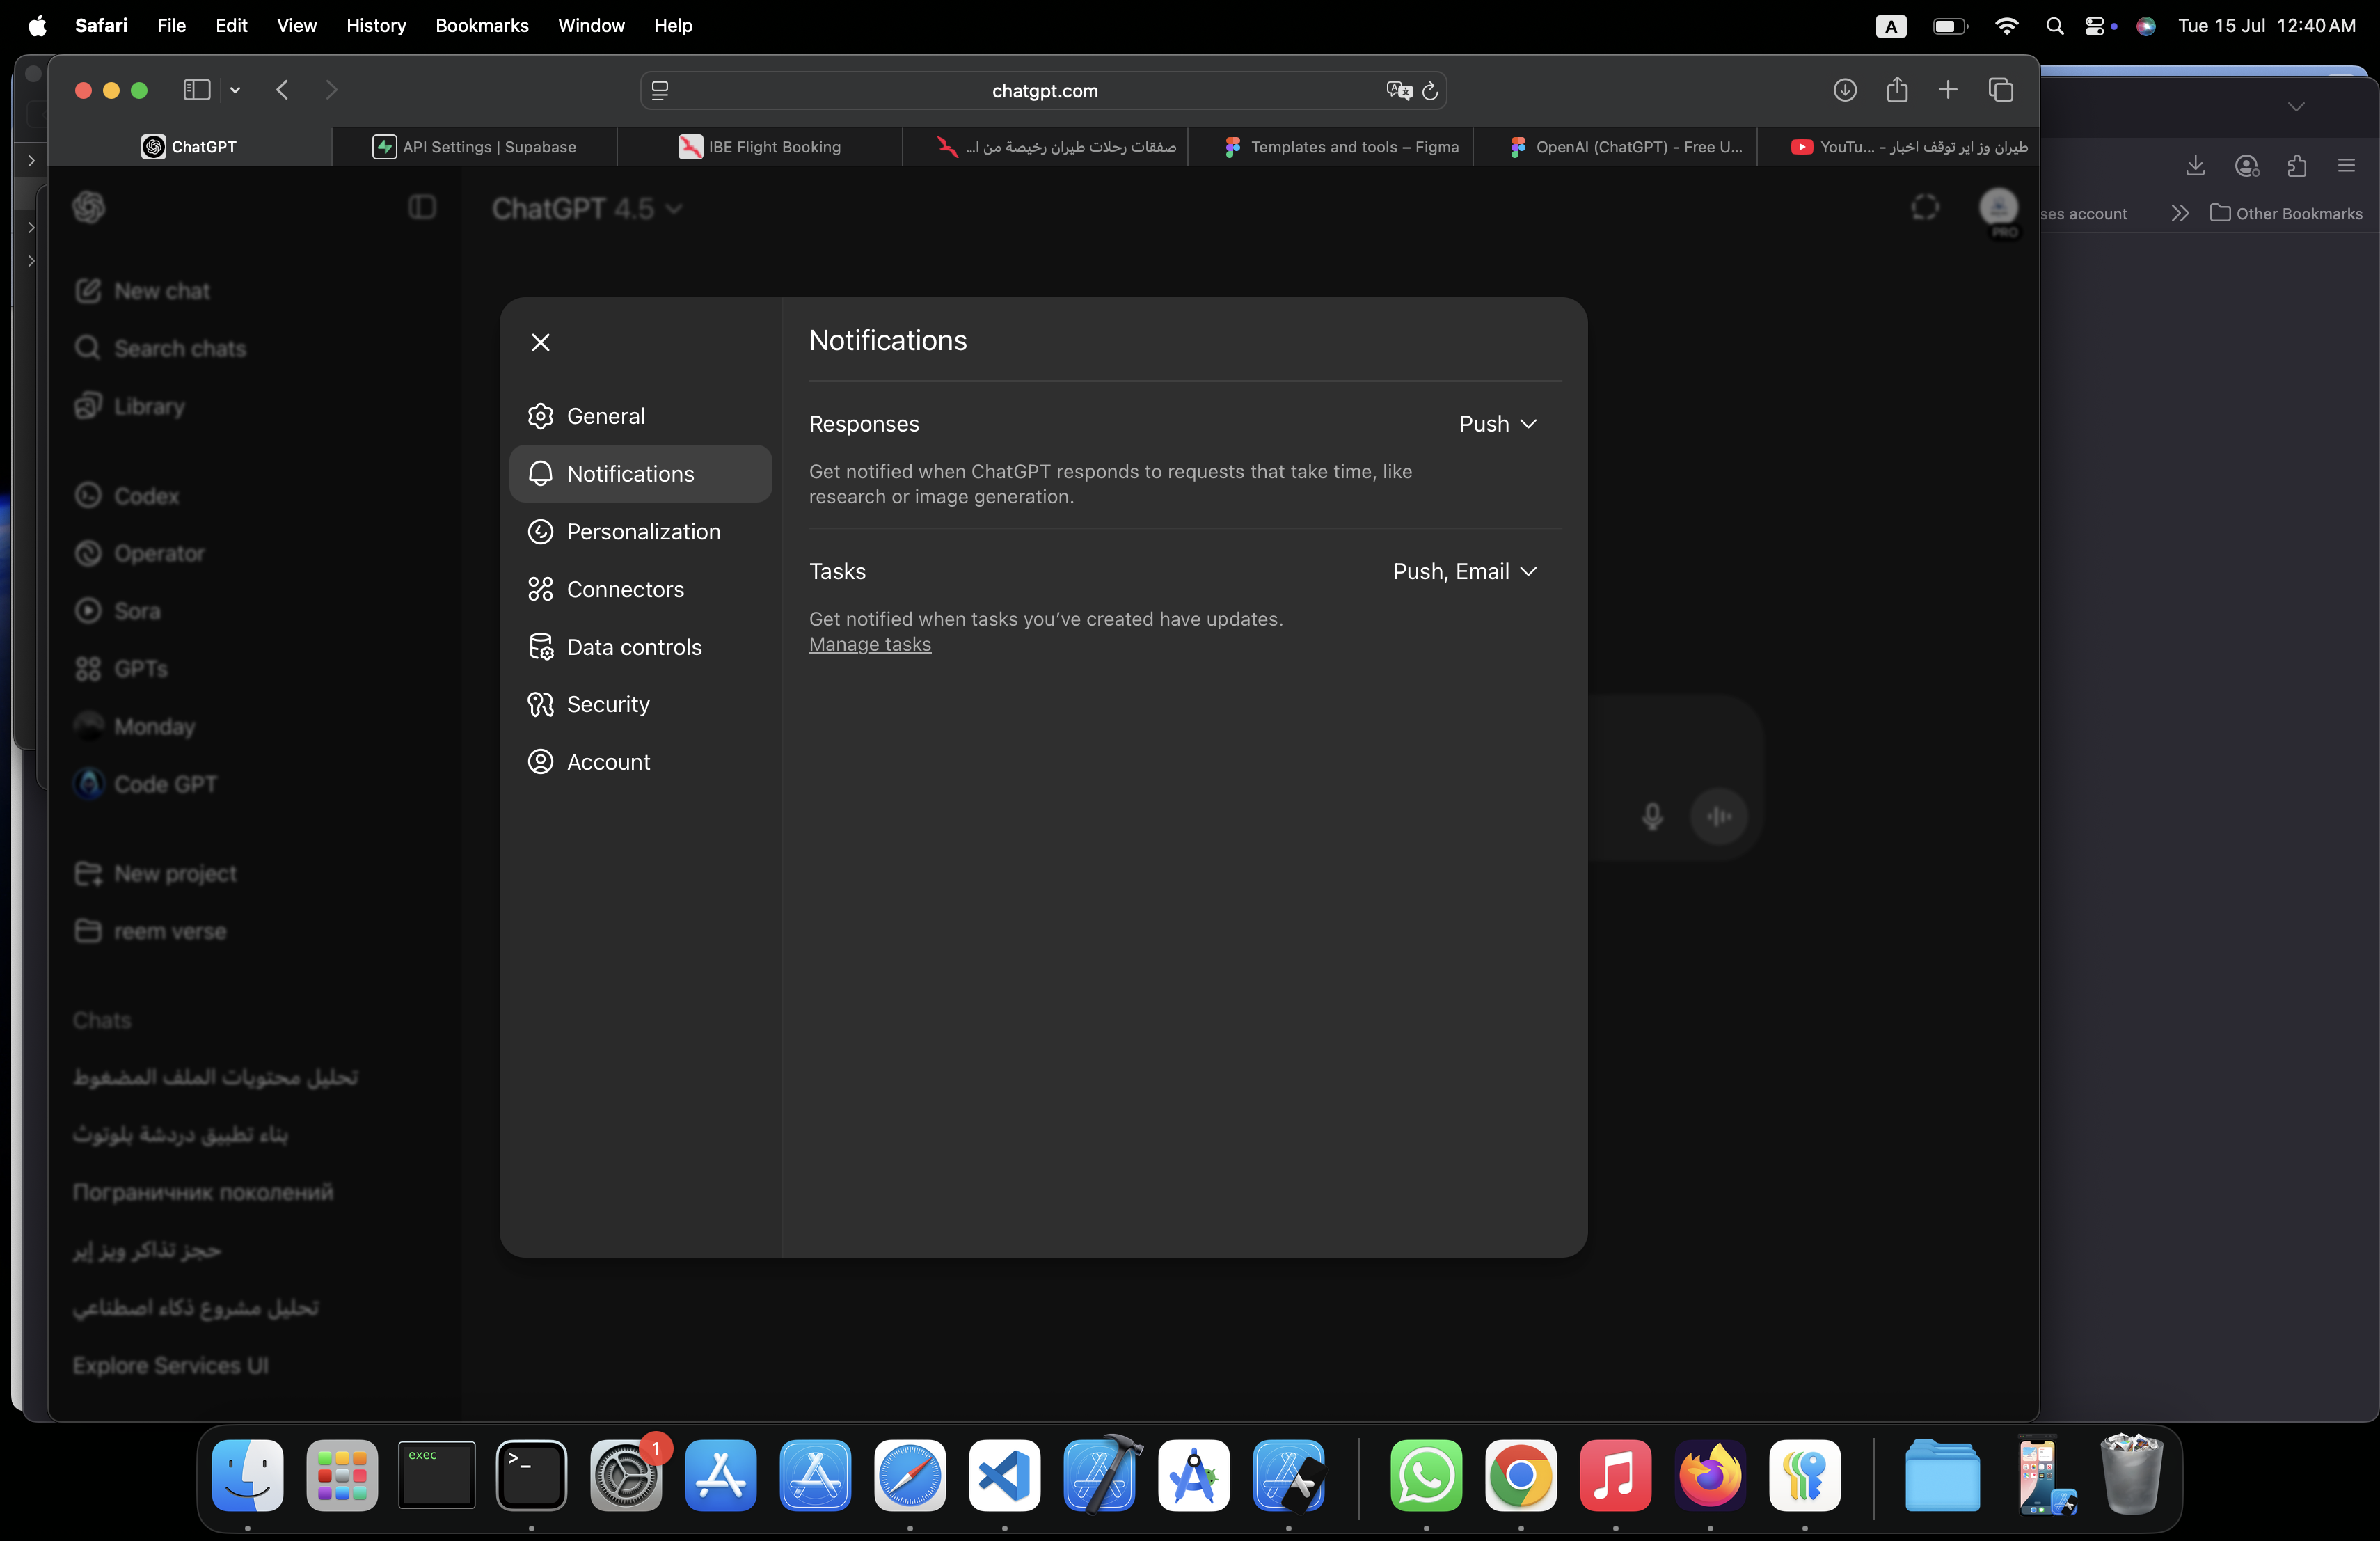 Safari File Edit View History Bookmarks Window Help
A
Tue 15 Jul 12:40 AM
chatgpt.com
ChatGPT
API Settings | Supabase
IBE Flight Booking
صفقات رحلات طيران رخيصة من ا...
Templates and tools – Figma
OpenAI (ChatGPT) - Free U...
طيران وز اير توقف اخبار - YouTu...
ses account
Other Bookmarks
ChatGPT 4.5
PRO
New chat
Search chats
Library
Codex
Operator
Sora
GPTs
Monday
Code GPT
New project
reem verse
Chats
تحليل محتويات الملف المضغوط
بناء تطبيق دردشة بلوتوث
Пограничник поколений
حجز تذاكر ويز إير
تحليل مشروع ذكاء اصطناعي
Explore Services UI
General
Notifications
Personalization
Connectors
Data controls
Security
Account
Notifications
Responses
Push
Get notified when ChatGPT responds to requests that take time, like
research or image generation.
Tasks
Push, Email
Get notified when tasks you’ve created have updates.
Manage tasks
exec
>_
1